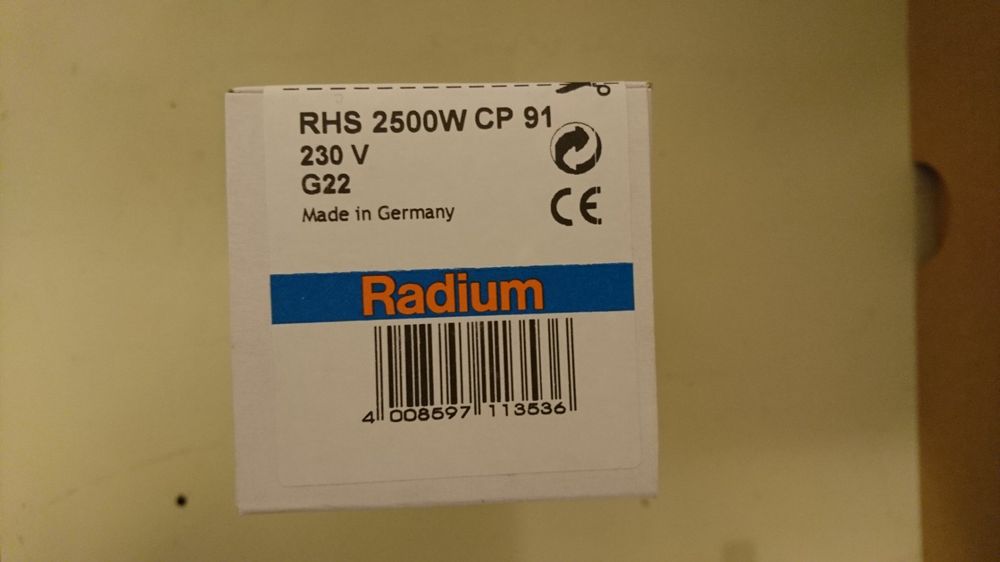 RHS 2500W CP 91
230 V
G22
Made in Germany
CE
Radium
4 008597 113536